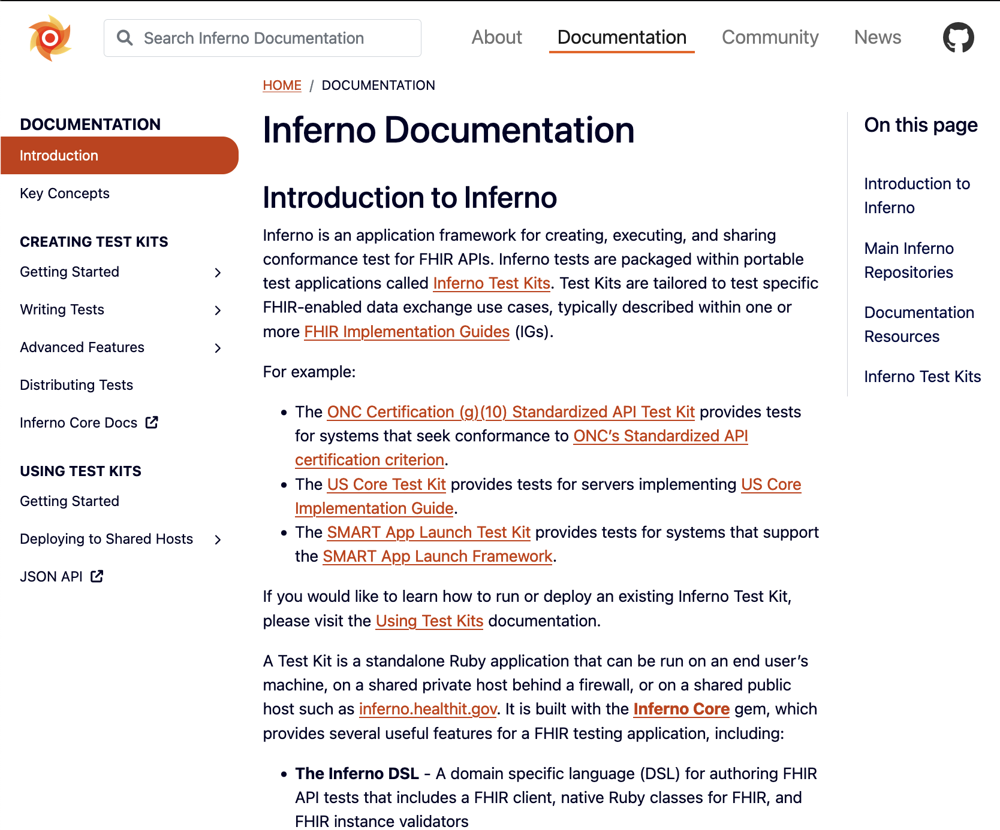 Search Inferno Documentation
About
Documentation
Community
News
HOME / DOCUMENTATION
DOCUMENTATION
Introduction
Key Concepts
CREATING TEST KITS
Getting Started
Writing Tests
Advanced Features
Distributing Tests
Inferno Core Docs
USING TEST KITS
Getting Started
Deploying to Shared Hosts
JSON API
Inferno Documentation
Introduction to Inferno
Inferno is an application framework for creating, executing, and sharing
conformance test for FHIR APIs. Inferno tests are packaged within portable
test applications called Inferno Test Kits. Test Kits are tailored to test specific
FHIR-enabled data exchange use cases, typically described within one or
more FHIR Implementation Guides (IGs).
For example:
• The ONC Certification (g)(10) Standardized API Test Kit provides tests
for systems that seek conformance to ONC’s Standardized API
certification criterion.
• The US Core Test Kit provides tests for servers implementing US Core
Implementation Guide.
• The SMART App Launch Test Kit provides tests for systems that support
the SMART App Launch Framework.
If you would like to learn how to run or deploy an existing Inferno Test Kit,
please visit the Using Test Kits documentation.
A Test Kit is a standalone Ruby application that can be run on an end user’s
machine, on a shared private host behind a firewall, or on a shared public
host such as inferno.healthit.gov. It is built with the Inferno Core gem, which
provides several useful features for a FHIR testing application, including:
• The Inferno DSL - A domain specific language (DSL) for authoring FHIR
API tests that includes a FHIR client, native Ruby classes for FHIR, and
FHIR instance validators
On this page
Introduction to
Inferno
Main Inferno
Repositories
Documentation
Resources
Inferno Test Kits